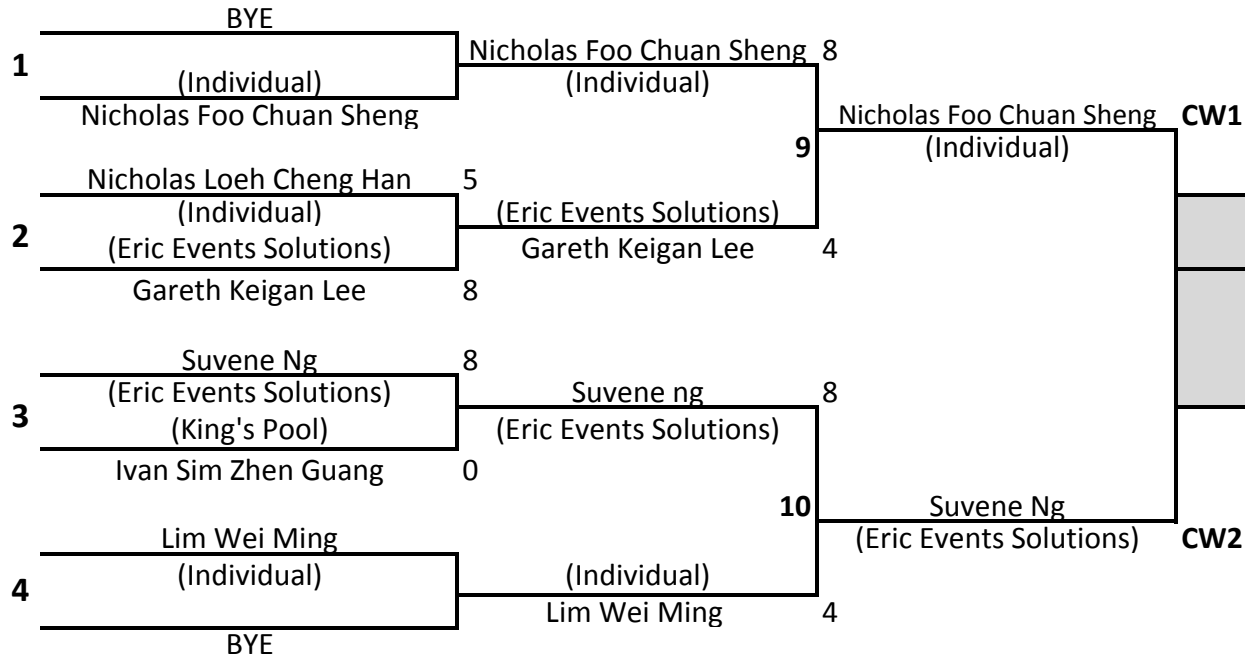 BYE
1
(Individual)
Nicholas Foo Chuan Sheng
Nicholas Loeh Cheng Han 5
2
(Individual)
(Eric Events Solutions)
Gareth Keigan Lee 8
Suvene Ng 8
3
(Eric Events Solutions)
(King's Pool)
Ivan Sim Zhen Guang 0
Lim Wei Ming
4
(Individual)
BYE
Nicholas Foo Chuan Sheng 8
(Individual)
9
(Eric Events Solutions)
Gareth Keigan Lee 4
Suvene ng 8
(Eric Events Solutions)
10
(Individual)
Lim Wei Ming 4
Nicholas Foo Chuan Sheng CW1
(Individual)
Suvene Ng
(Eric Events Solutions) CW2